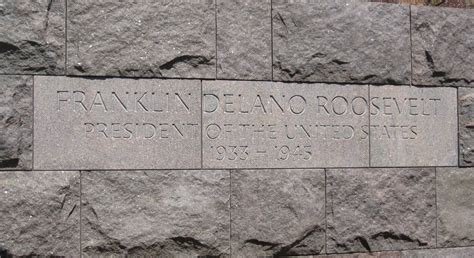 FRANKLIN DELANO ROOSEVELT
PRESIDENT OF THE UNITED STATES
1933 – 1945